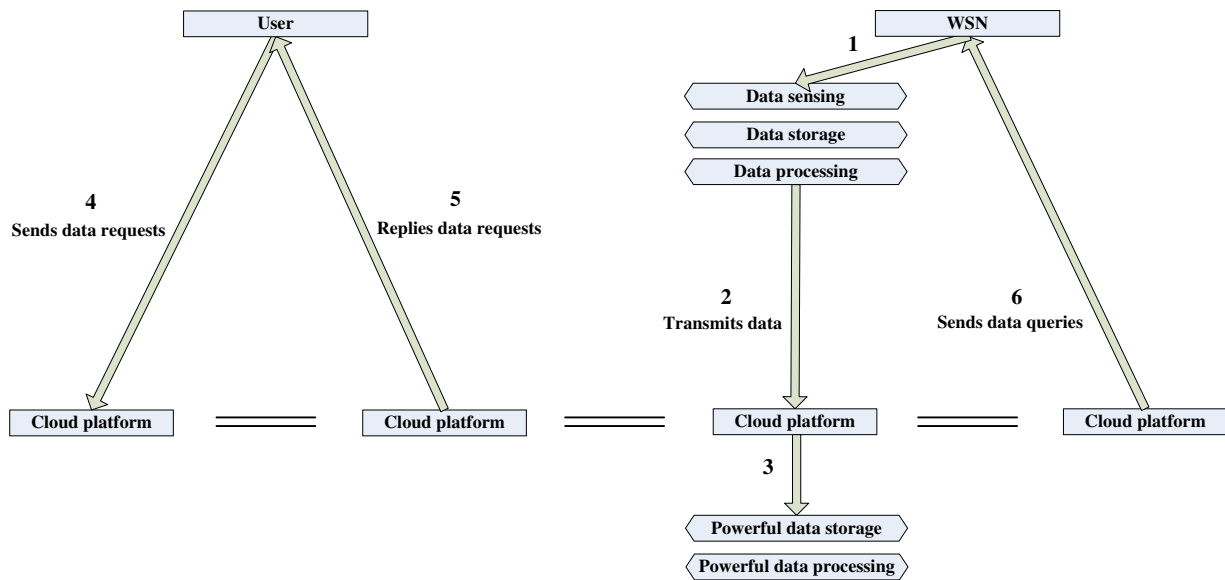 User
WSN
1
Data sensing
Data storage
Data processing
4
Sends data requests
5
Replies data requests
2
Transmits data
6
Sends data queries
Cloud platform
Cloud platform
Cloud platform
Cloud platform
3
Powerful data storage
Powerful data processing